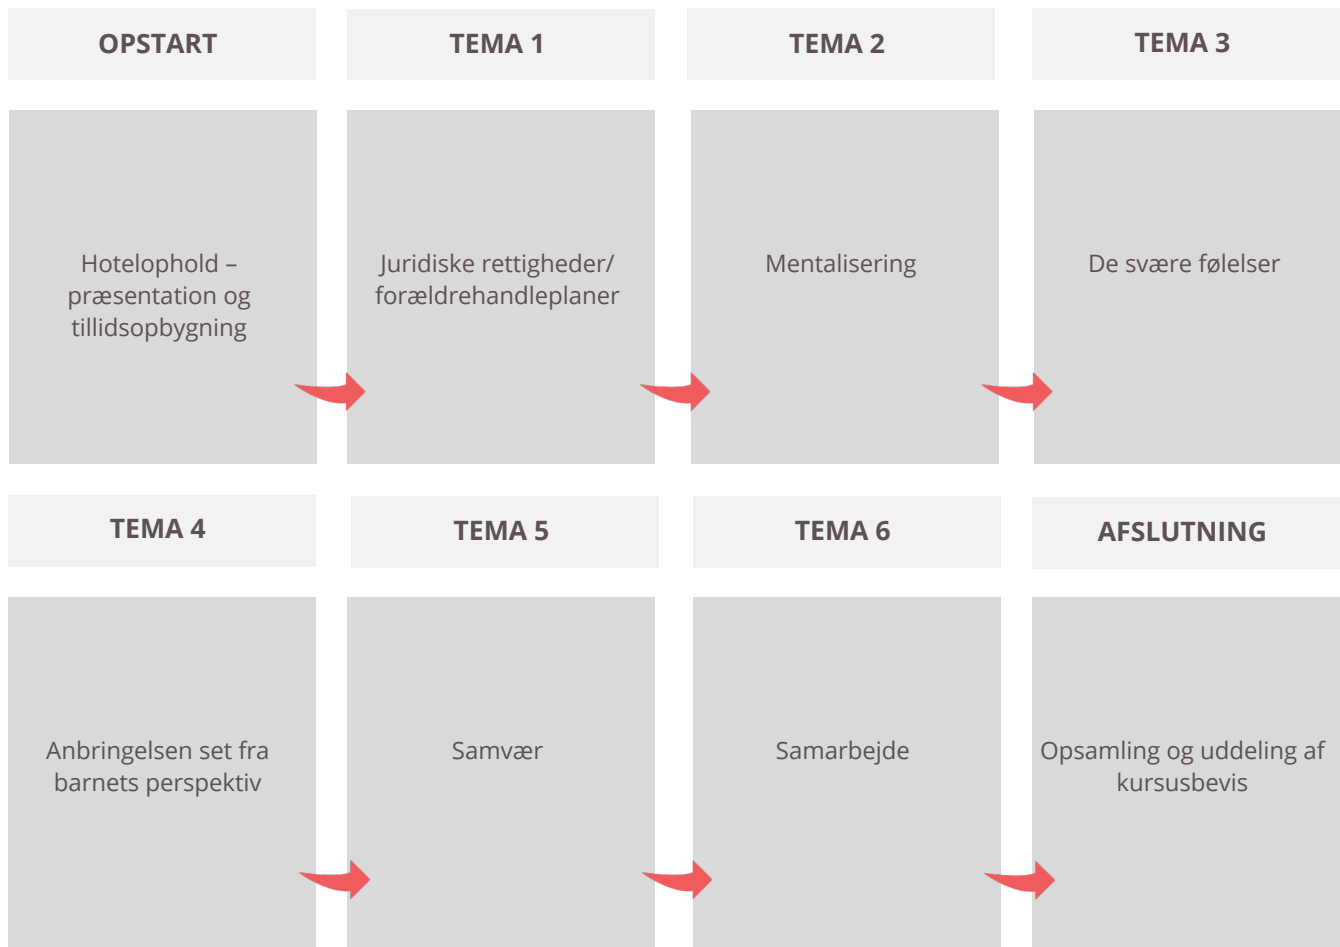 OPSTART
Hotelophold –
præsentation og
tillidsopbygning
TEMA 1
Juridiske rettigheder/
forældrehandleplaner
TEMA 2
Mentalisering
TEMA 3
De svære følelser
TEMA 4
Anbringelsen set fra
barnets perspektiv
TEMA 5
Samvær
TEMA 6
Samarbejde
AFSLUTNING
Opsamling og uddeling af
kursusbevis